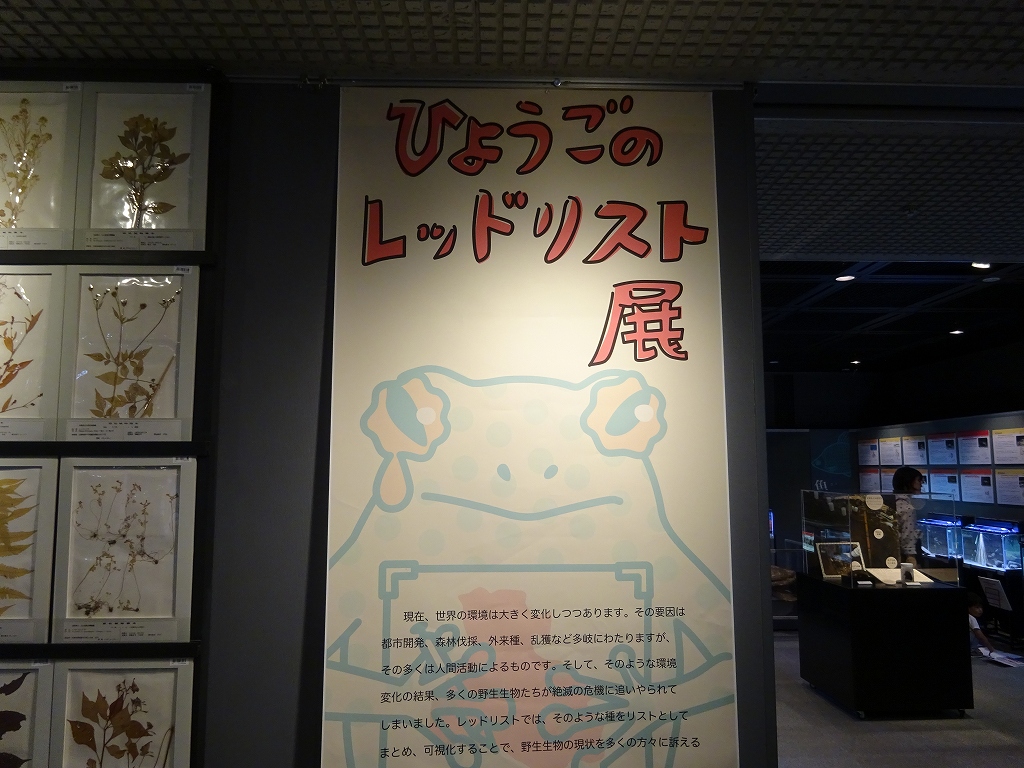 ひょうごの
レッドリスト
展
現在、世界の環境は大きく変化しつつあります。その要因は
都市開発、森林伐採、外来種、乱獲など多岐にわたりますが、
その多くは人間活動によるものです。そして、そのような環境
変化の結果、多くの野生生物たちが絶滅の危機に追いやられて
しまいました。レッドリストでは、そのような種をリストとして
まとめ、可視化することで、野生生物の現状を多くの方々に訴える